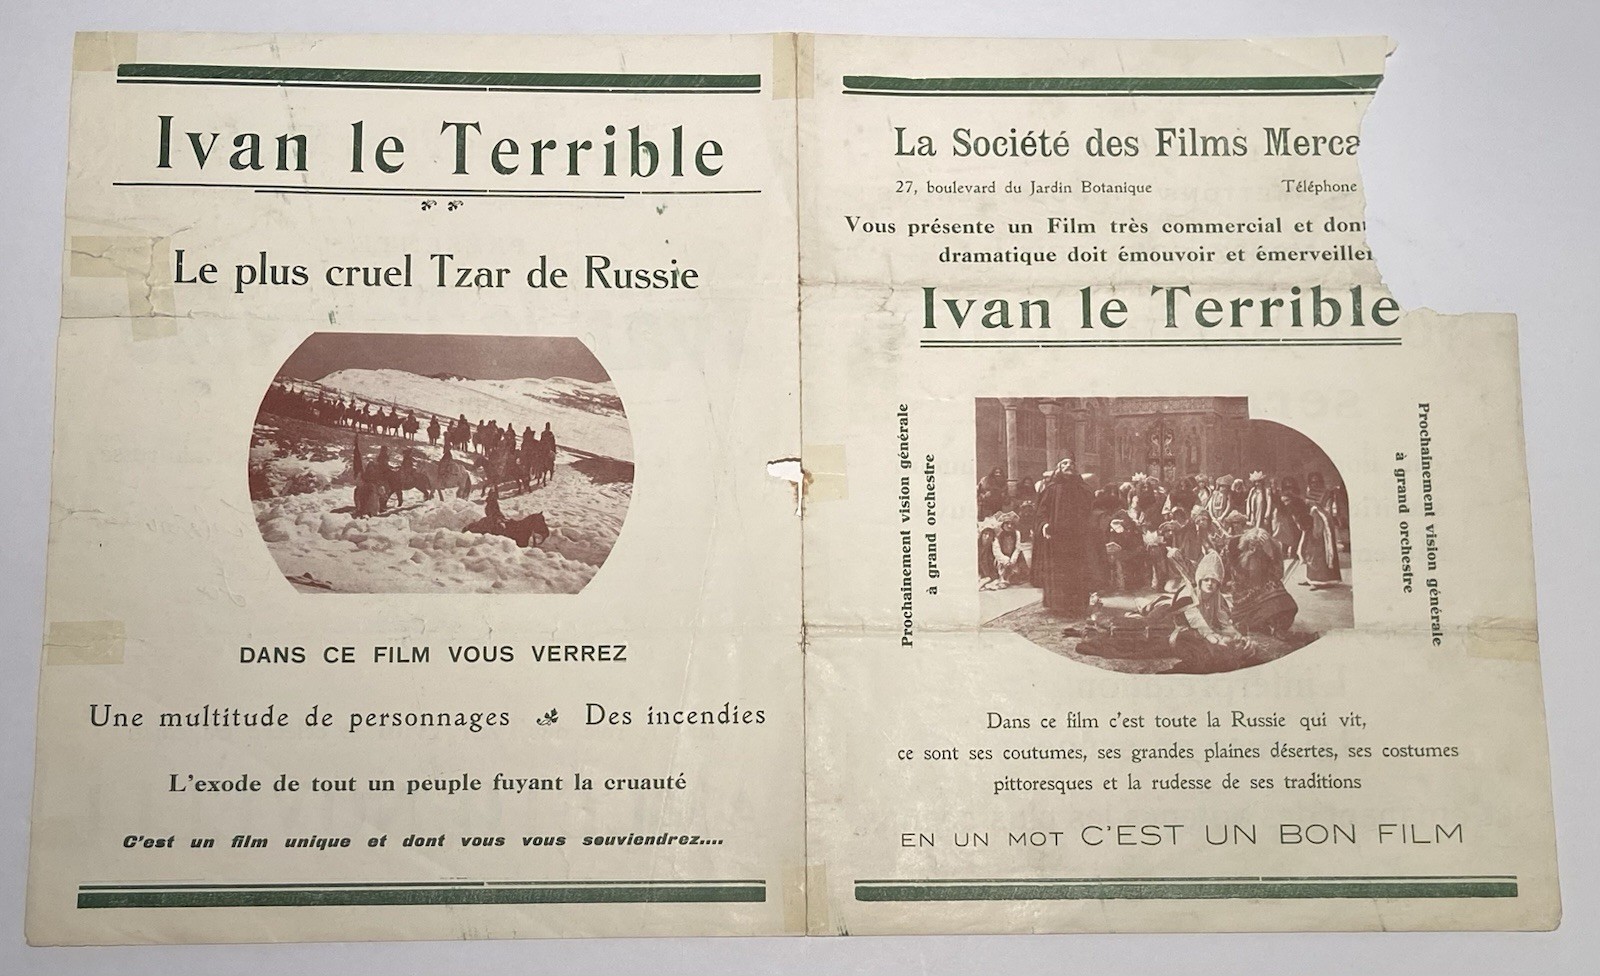 Ivan le Terrible
Le plus cruel Tzar de Russie
DANS CE FILM VOUS VERREZ
Une multitude de personnages Des incendies
L'exode de tout un peuple fuyant la cruauté
C'est un film unique et dont vous vous souviendrez....
La Société des Films Merca
27, boulevard du Jardin Botanique Téléphone
Vous présente un Film très commercial et dont
dramatique doit émouvoir et émerveiller
Ivan le Terrible
Prochainement vision générale
à grand orchestre
Prochainement vision générale
à grand orchestre
Dans ce film c'est toute la Russie qui vit,
ce sont ses coutumes, ses grandes plaines désertes, ses costumes
pittoresques et la rudesse de ses traditions
EN UN MOT C'EST UN BON FILM